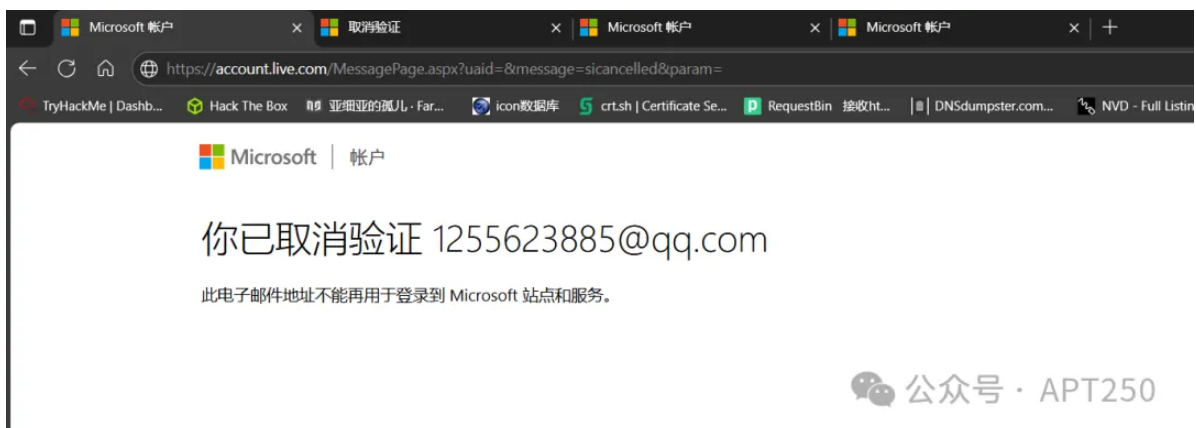 Microsoft 帐户
取消验证
Microsoft 帐户
Microsoft 帐户
https://account.live.com/MessagePage.aspx?uaid=&message=sicancelled&param=
TryHackMe | Dashb...
Hack The Box
亚细亚的孤儿 · Far...
icon数据库
crt.sh | Certificate Se...
RequestBin 接收ht...
DNSdumpster.com...
NVD - Full Listin
Microsoft | 帐户
你已取消验证 1255623885@qq.com
此电子邮件地址不能再用于登录到 Microsoft 站点和服务。
公众号 · APT250